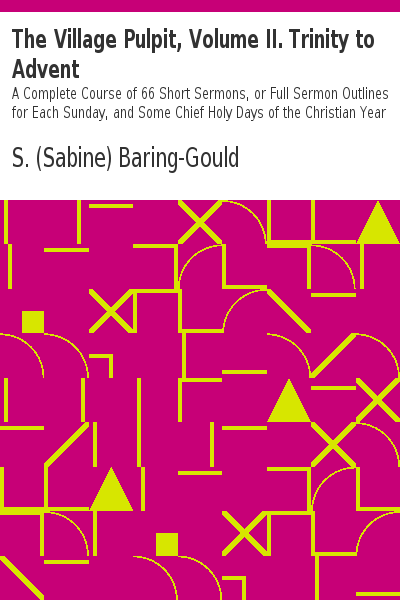 The Village Pulpit, Volume II. Trinity to
Advent
A Complete Course of 66 Short Sermons, or Full Sermon Outlines
for Each Sunday, and Some Chief Holy Days of the Christian Year
S. (Sabine) Baring-Gould